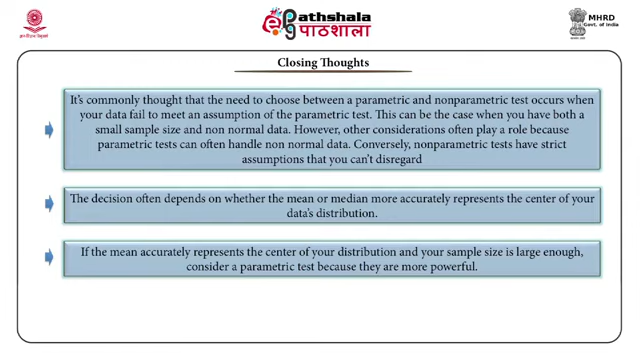 ePathshala
पाठशाला
MHRD
Govt. of India
Closing Thoughts
It's commonly thought that the need to choose between a parametric and nonparametric test occurs when
your data fail to meet an assumption of the parametric test. This can be the case when you have both a
small sample size and non normal data. However, other considerations often play a role because
parametric tests can often handle non normal data. Conversely, nonparametric tests have strict
assumptions that you can't disregard
The decision often depends on whether the mean or median more accurately represents the center of your
data's distribution.
If the mean accurately represents the center of your distribution and your sample size is large enough,
consider a parametric test because they are more powerful.